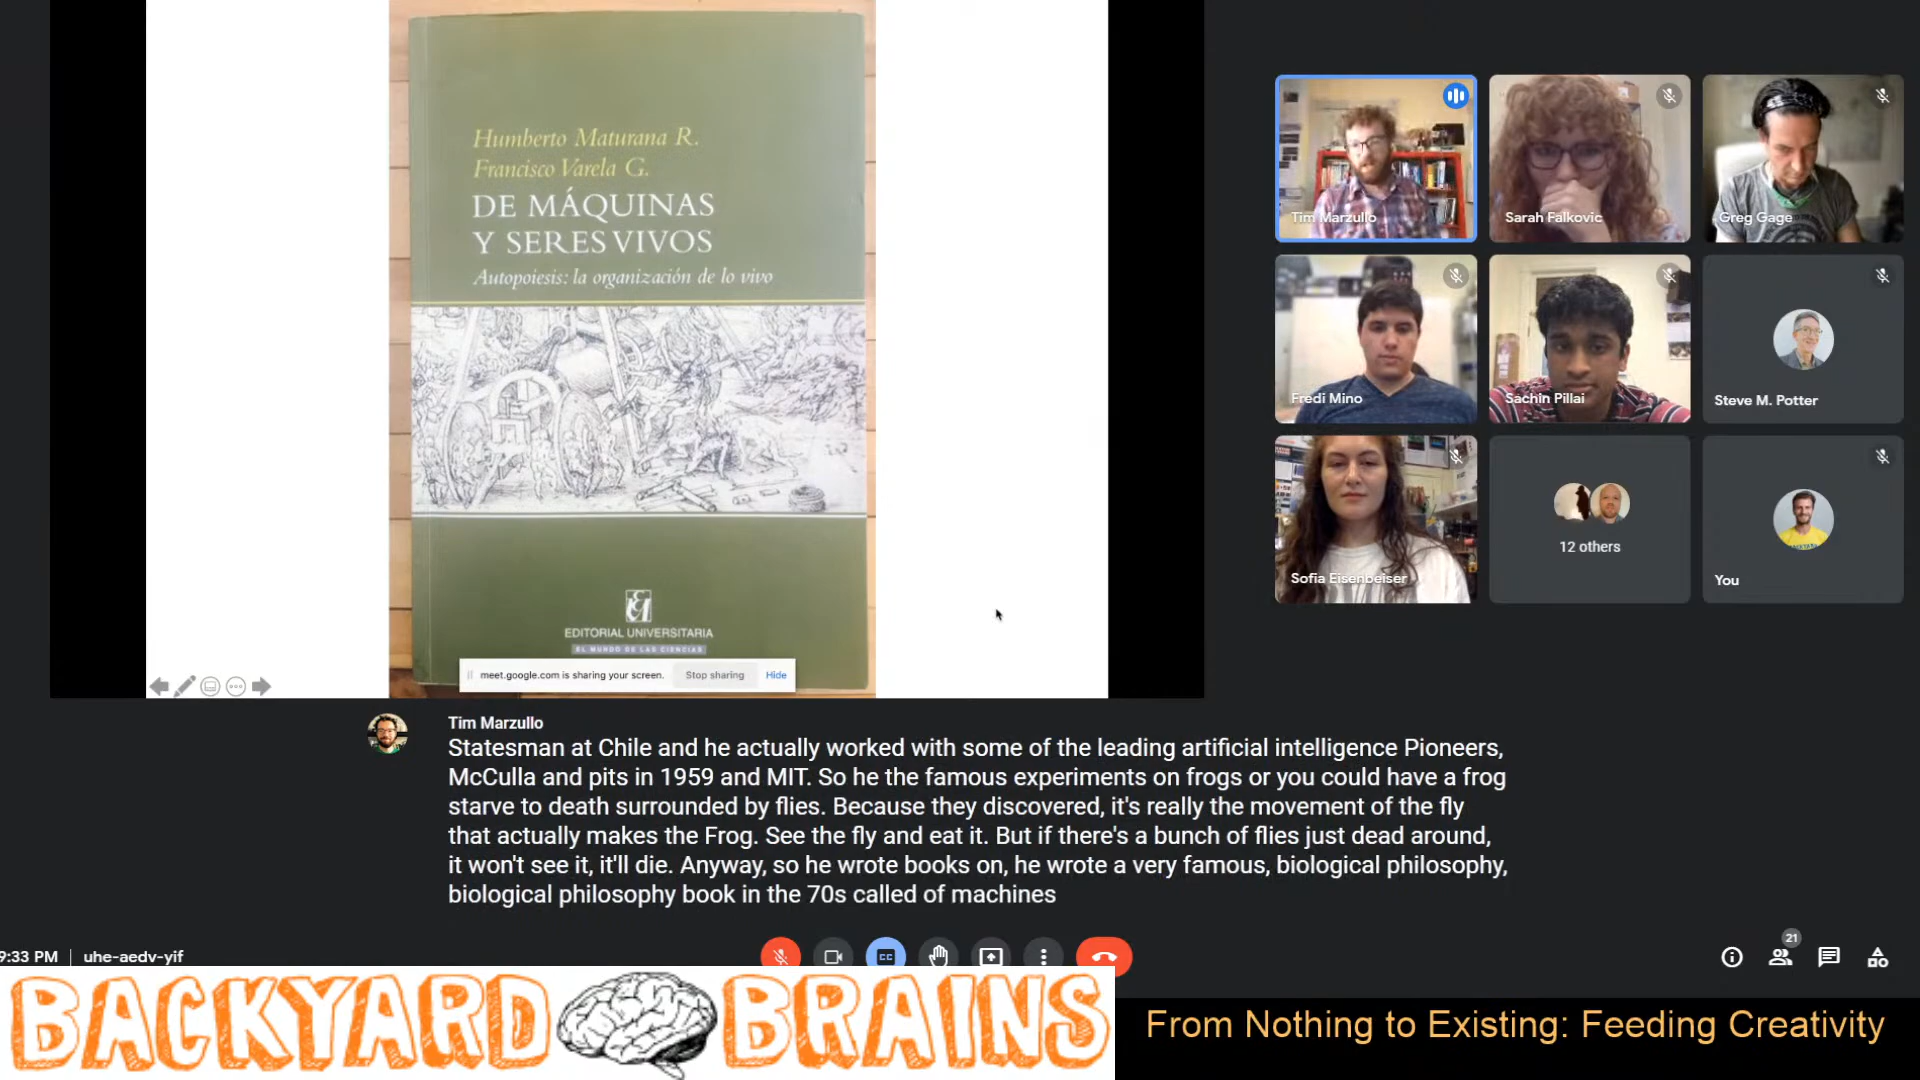 Humberto Maturana R.
Francisco Varela G.
DE MÁQUINAS
Y SERES VIVOS
Autopoiesis: la organización de lo vivo
EDITORIAL UNIVERSITARIA
EL MUNDO DE LAS CIENCIAS
meet.google.com is sharing your screen. Stop sharing Hide
Tim Marzullo
Sarah Falkovic
Greg Gage
Fredi Mino
Sachin Pillai
Steve M. Potter
Sofia Eisenbeiser
12 others
You
Tim Marzullo
Statesman at Chile and he actually worked with some of the leading artificial intelligence Pioneers,
McCulla and pits in 1959 and MIT. So he the famous experiments on frogs or you could have a frog
starve to death surrounded by flies. Because they discovered, it's really the movement of the fly
that actually makes the Frog. See the fly and eat it. But if there's a bunch of flies just dead around,
it won't see it, it'll die. Anyway, so he wrote books on, he wrote a very famous, biological philosophy,
biological philosophy book in the 70s called of machines
9:33 PM | uhe-aedv-yif
CC
21
BACKYARD BRAINS
From Nothing to Existing: Feeding Creativity